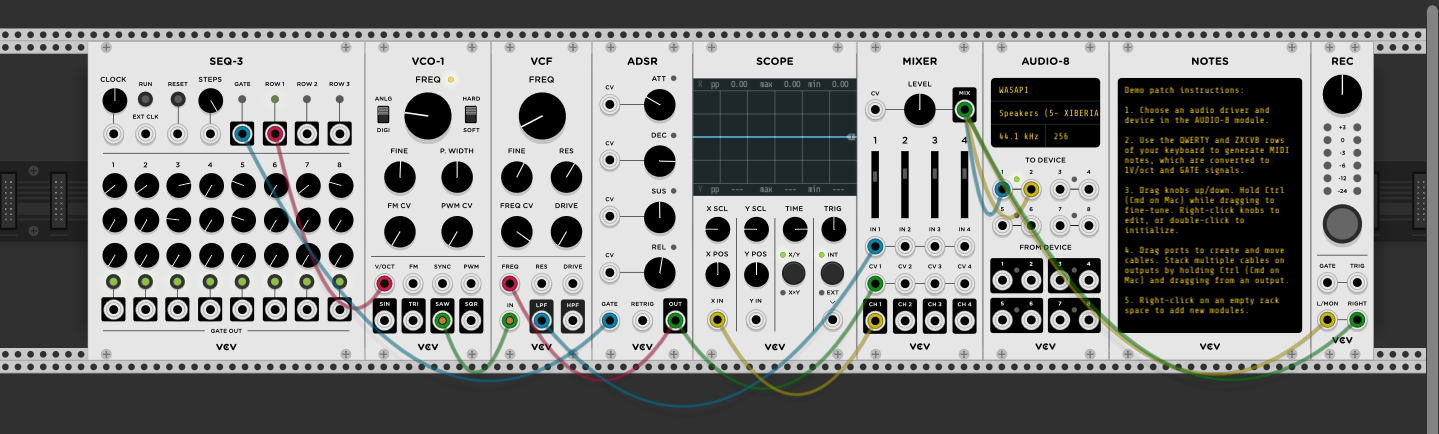 SEQ-3
CLOCK
RUN
RESET
STEPS
GATE
ROW 1
ROW 2
ROW 3
EXT CLK
1 2 3 4 5 6 7 8
GATE OUT
VCV
VCO-1
FREQ
ANLG
DIGI
HARD
SOFT
FINE
P. WIDTH
FM CV
PWM CV
V/OCT
FM
SYNC
PWM
SIN
TRI
SAW
SQR
VCV
VCF
FREQ
FINE
RES
FREQ CV
DRIVE
FREQ
RES
DRIVE
IN
LPF
HPF
VCV
ADSR
ATT
CV
DEC
CV
SUS
CV
REL
CV
GATE
RETRIG
OUT
VCV
SCOPE
X pp 0.00 max 0.00 min 0.00
Y pp --- max --- min ---
X SCL
Y SCL
TIME
TRIG
X POS
Y POS
X/Y
X×Y
INT
EXT
X IN
Y IN
VCV
MIXER
LEVEL
CV
MIX
1 2 3 4
IN 1
IN 2
IN 3
IN 4
CV 1
CV 2
CV 3
CV 4
CH 1
CH 2
CH 3
CH 4
VCV
AUDIO-8
WASAPI
Speakers (5- XIBERIA
44.1 kHz 256
TO DEVICE
1 2 3 4
5 6 7 8
FROM DEVICE
1 2 3 4
5 6 7 8
VCV
NOTES
Demo patch instructions:
1. Choose an audio driver and
device in the AUDIO-8 module.
2. Use the QWERTY and ZXCVB rows
of your keyboard to generate MIDI
notes, which are converted to
1V/oct and GATE signals.
3. Drag knobs up/down. Hold Ctrl
(Cmd on Mac) while dragging to
fine-tune. Right-click knobs to
edit, or double-click to
initialize.
4. Drag ports to create and move
cables. Stack multiple cables on
outputs by holding Ctrl (Cmd on
Mac) and dragging from an output.
5. Right-click on an empty rack
space to add new modules.
VCV
REC
+3
0
-3
-6
-12
-24
GATE
TRIG
L/MON
RIGHT
VCV